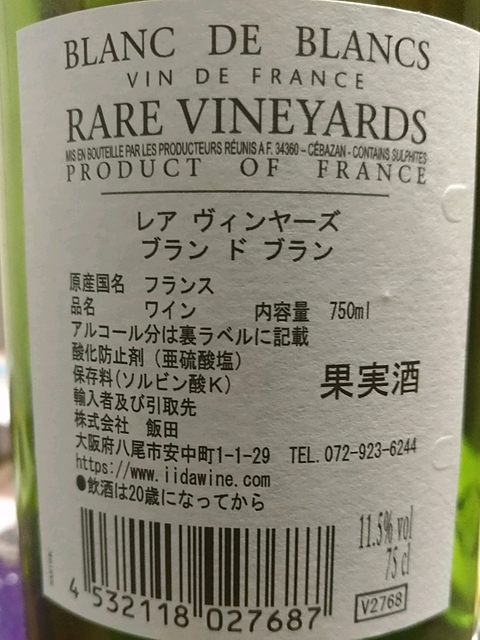 BLANC DE BLANCS
VIN DE FRANCE
RARE VINEYARDS
MIS EN BOUTEILLE PAR LES PRODUCTEURS RÉUNIS A F. 34360 – CÉBAZAN - CONTAINS SULPHITES
PRODUCT OF FRANCE
レア ヴィンヤーズ
ブラン ド ブラン
原産国名 フランス
品名 ワイン 内容量 750ml
アルコール分は裏ラベルに記載
酸化防止剤（亜硫酸塩）
保存料(ソルビン酸K) 果実酒
輸入者及び引取先
株式会社 飯田
大阪府八尾市安中町1-1-29 TEL.072-923-6244
https://www.iidawine.com
●飲酒は20歳になってから
11.5% vol
75 cl
4 532118 027687
V2768